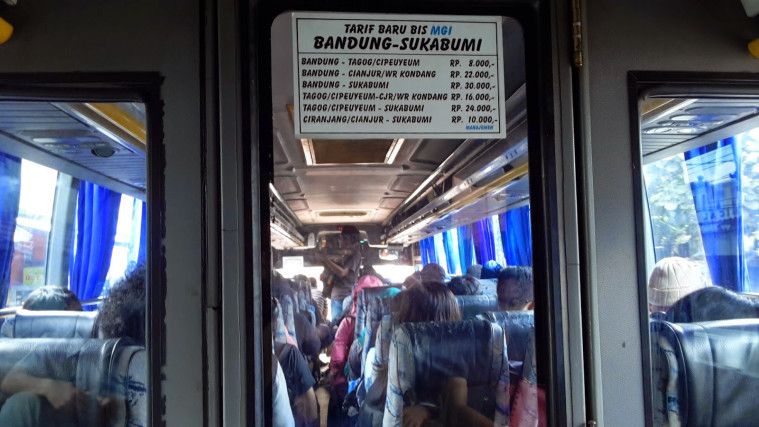 TARIF BARU BIS MGI
BANDUNG-SUKABUMI
BANDUNG - TAGOG/CIPEUYEUM RP. 8.000,-
BANDUNG - CIANJUR/WR KONDANG RP. 22.000,-
BANDUNG - SUKABUMI RP. 30.000,-
TAGOG/CIPEUYEUM-CJR/WR KONDANG RP. 16.000,-
TAGOG/CIPEUYEUM - SUKABUMI RP. 24.000,-
CIRANJANG/CIANJUR - SUKABUMI RP. 10.000,-
MANAJEMEN